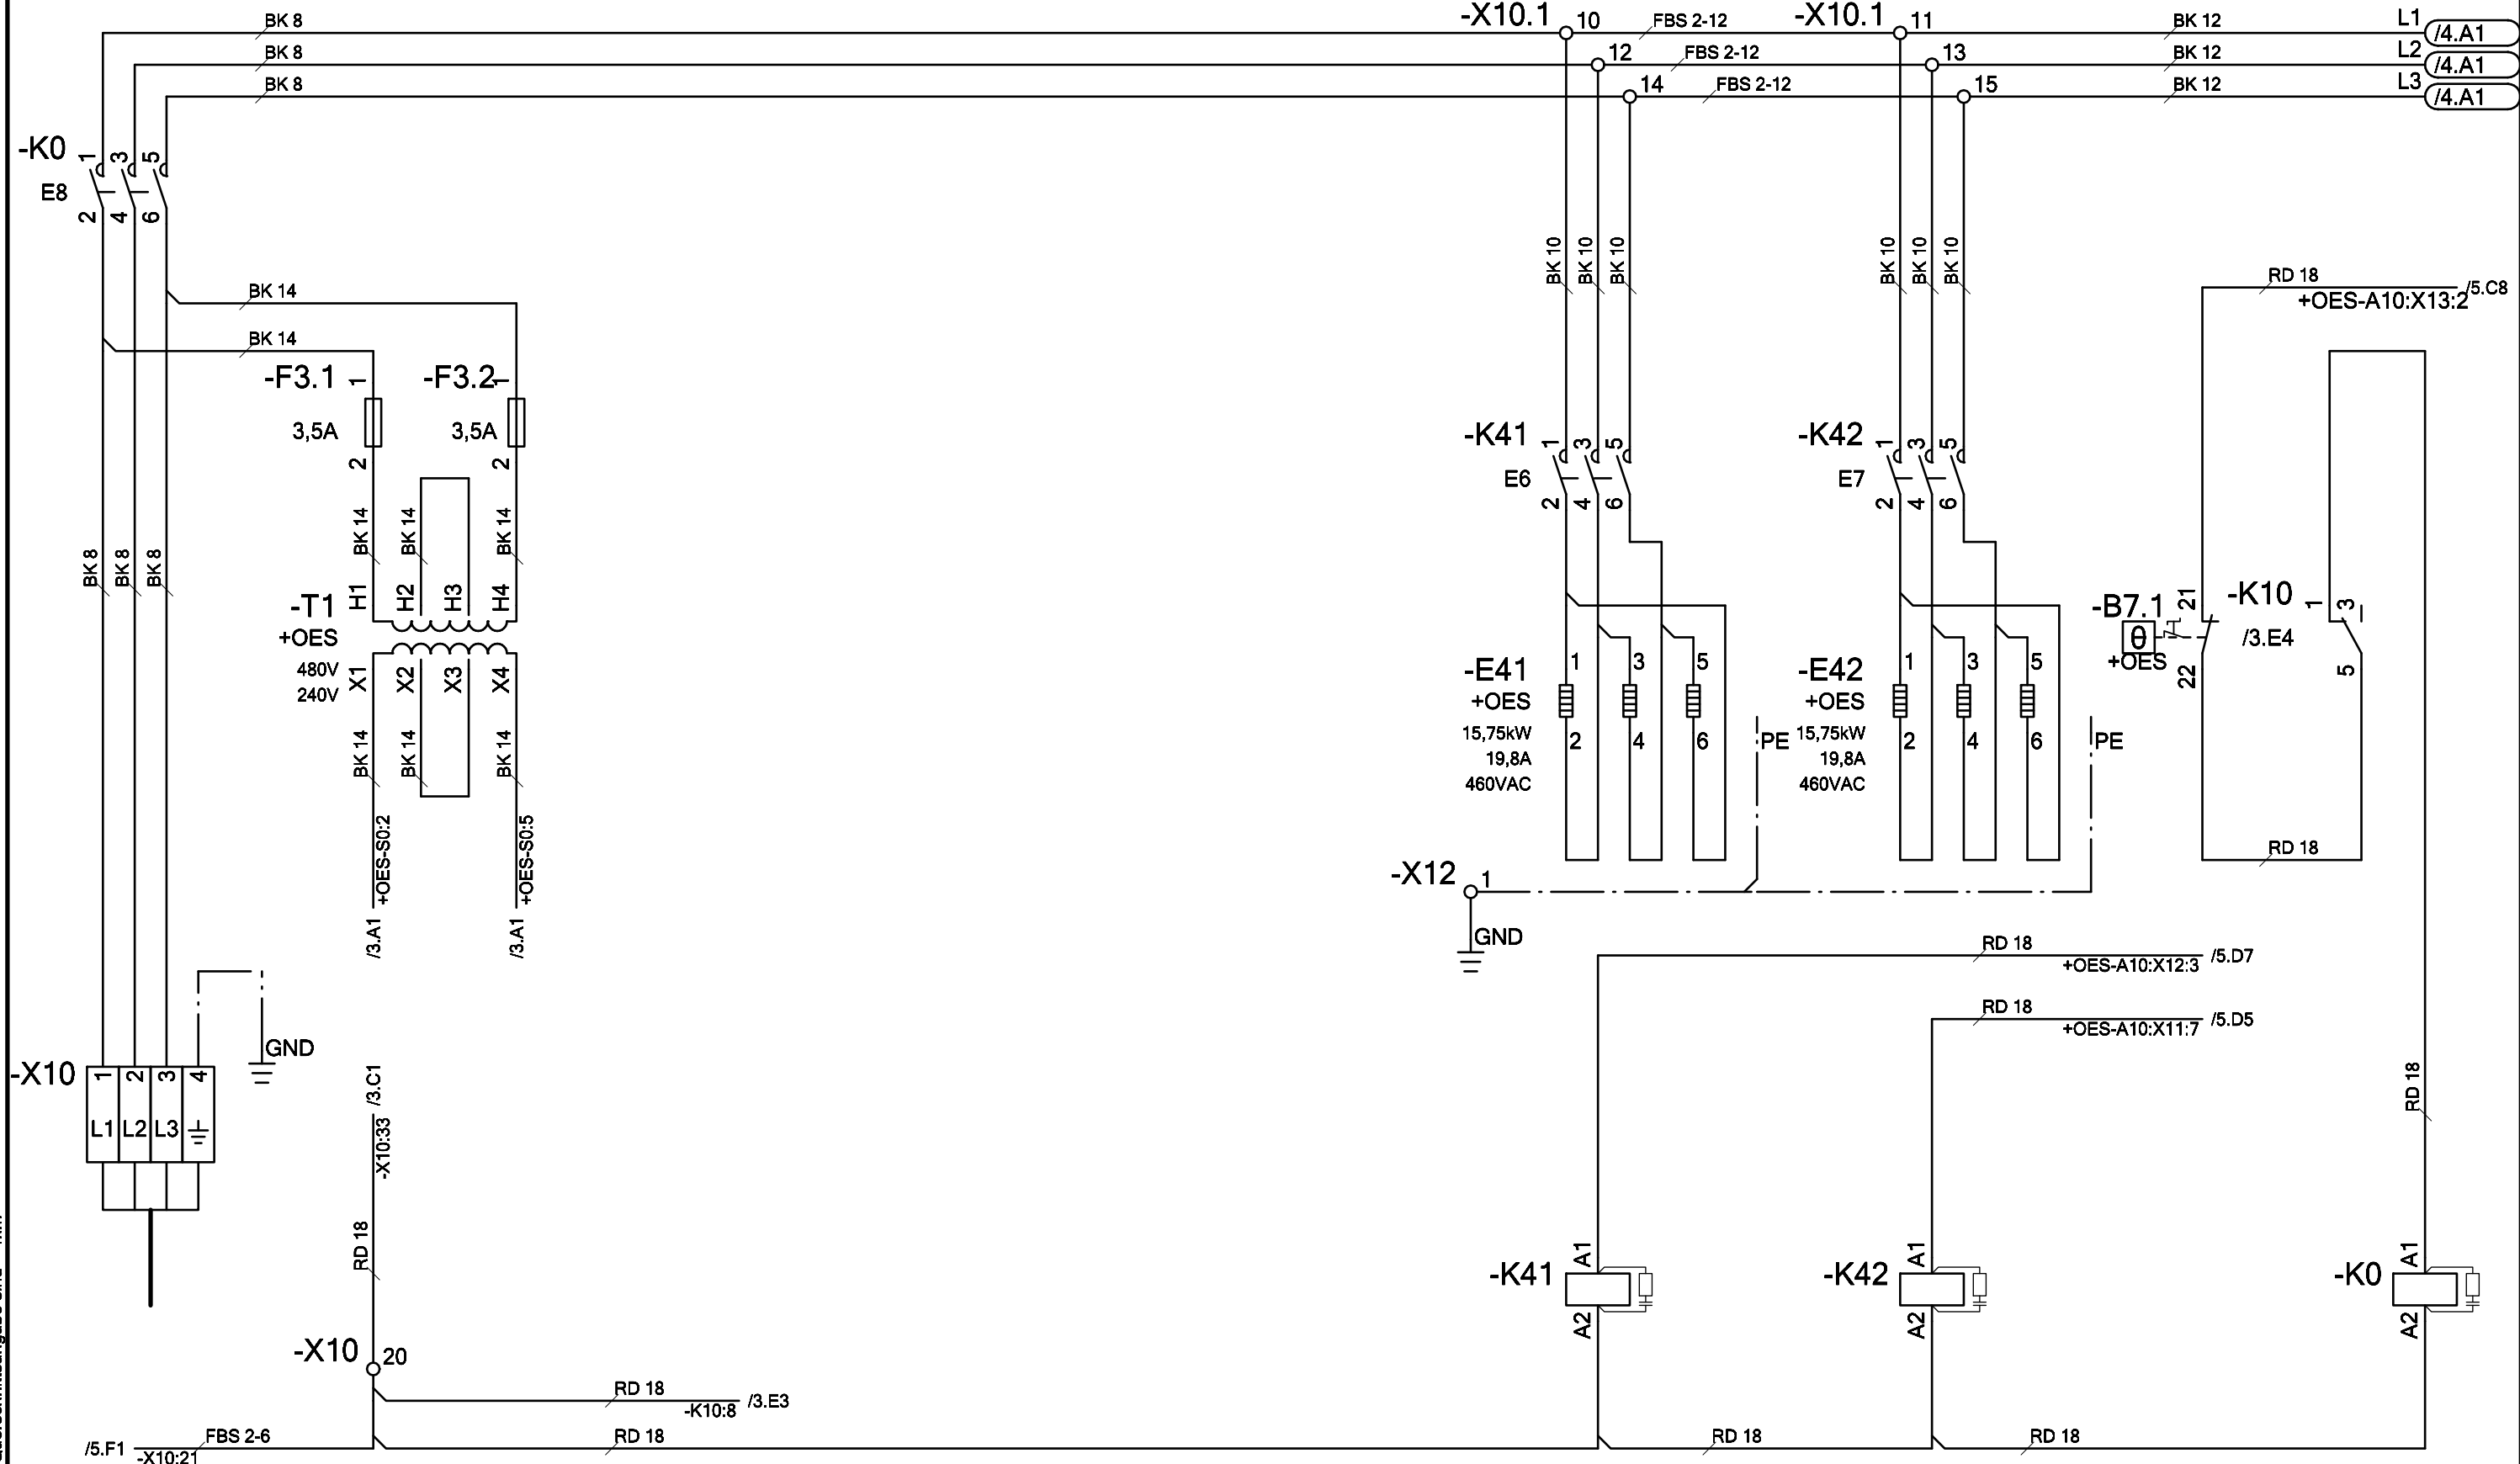 BK 8
-X10.1 10
FBS 2-12
-X10.1 11
BK 12
L1 /4.A1
BK 8
12
FBS 2-12
13
BK 12
L2 /4.A1
BK 8
14
FBS 2-12
15
BK 12
L3 /4.A1
-K0
1 3 5
E8
2 4 6
BK 10 BK 10 BK 10
BK 10 BK 10 BK 10
RD 18
/5.C8
+OES-A10:X13:2
BK 14
BK 14
-F3.1 1
-F3.2 1
3,5A
3,5A
2
2
-K41
1 3 5
E6
2 4 6
-K42
1 3 5
E7
2 4 6
BK 8 BK 8 BK 8
BK 14 BK 14 BK 14
-T1
H1 H2 H3 H4
+OES
480V
240V
X1 X2 X3 X4
BK 14 BK 14 BK 14
-B7.1
21
θ
+OES
22
-K10
1 3
/3.E4
5
-E41
1 3 5
+OES
15,75kW
19,8A
460VAC
2 4 6
PE
-E42
1 3 5
+OES
15,75kW
19,8A
460VAC
2 4 6
PE
+OES-S0:2
+OES-S0:5
/3.A1
/3.A1
RD 18
-X12 1
GND
RD 18
/5.D7
+OES-A10:X12:3
RD 18
/5.D5
+OES-A10:X11:7
GND
-X10
1 2 3 4
L1 L2 L3
/3.C1
-X10:33
RD 18
RD 18
-K41
A1
A2
-K42
A1
A2
-K0
A1
A2
-X10 20
RD 18
/3.E3
-K10:8
/5.F1
FBS 2-6
-X10:21
RD 18
RD 18
RD 18